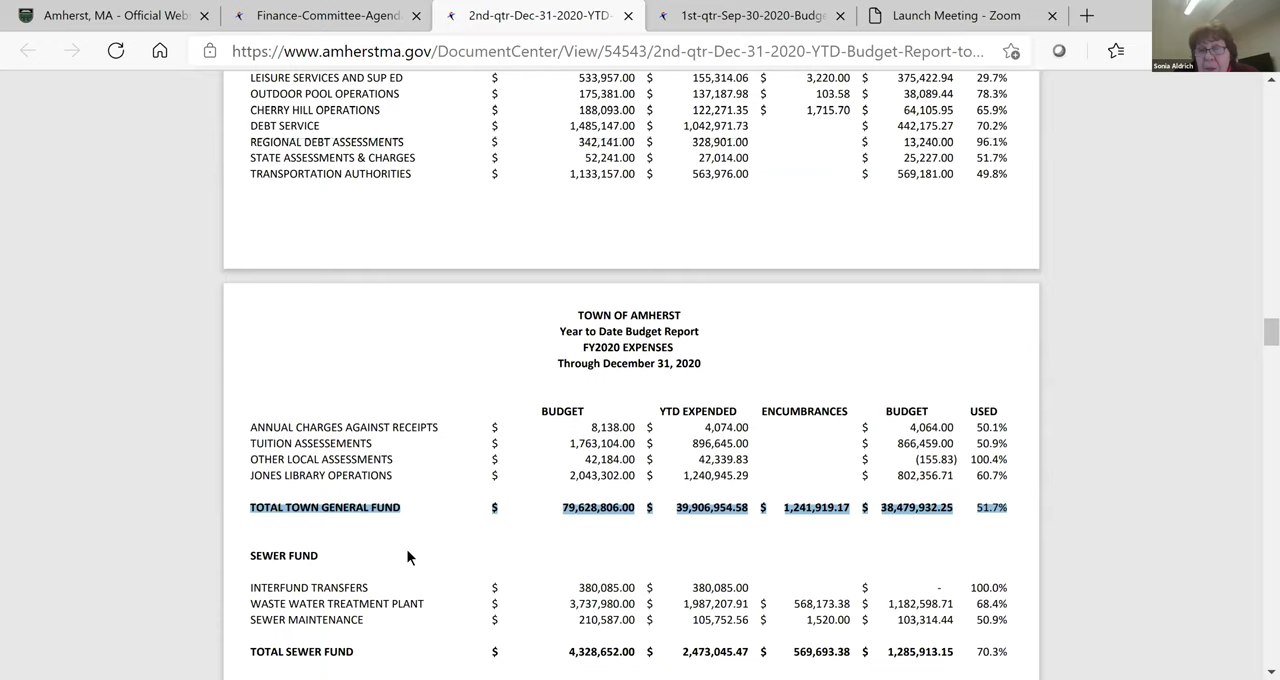 Amherst, MA - Official Web
Finance-Committee-Agend
2nd-qtr-Dec-31-2020-YTD-
1st-qtr-Sep-30-2020-Budge
Launch Meeting - Zoom
https://www.amherstma.gov/DocumentCenter/View/54543/2nd-qtr-Dec-31-2020-YTD-Budget-Report-to...
Sonia Aldrich
LEISURE SERVICES AND SUP ED $ 533,957.00 $ 155,314.06 $ 3,220.00 $ 375,422.94 29.7%
OUTDOOR POOL OPERATIONS $ 175,381.00 $ 137,187.98 $ 103.58 $ 38,089.44 78.3%
CHERRY HILL OPERATIONS $ 188,093.00 $ 122,271.35 $ 1,715.70 $ 64,105.95 65.9%
DEBT SERVICE $ 1,485,147.00 $ 1,042,971.73 $ 442,175.27 70.2%
REGIONAL DEBT ASSESSMENTS $ 342,141.00 $ 328,901.00 $ 13,240.00 96.1%
STATE ASSESSMENTS & CHARGES $ 52,241.00 $ 27,014.00 $ 25,227.00 51.7%
TRANSPORTATION AUTHORITIES $ 1,133,157.00 $ 563,976.00 $ 569,181.00 49.8%
TOWN OF AMHERST
Year to Date Budget Report
FY2020 EXPENSES
Through December 31, 2020
BUDGET YTD EXPENDED ENCUMBRANCES BUDGET USED
ANNUAL CHARGES AGAINST RECEIPTS $ 8,138.00 $ 4,074.00 $ 4,064.00 50.1%
TUITION ASSESSEMENTS $ 1,763,104.00 $ 896,645.00 $ 866,459.00 50.9%
OTHER LOCAL ASSESSMENTS $ 42,184.00 $ 42,339.83 $ (155.83) 100.4%
JONES LIBRARY OPERATIONS $ 2,043,302.00 $ 1,240,945.29 $ 802,356.71 60.7%
TOTAL TOWN GENERAL FUND $ 79,628,806.00 $ 39,906,954.58 $ 1,241,919.17 $ 38,479,932.25 51.7%
SEWER FUND
INTERFUND TRANSFERS $ 380,085.00 $ 380,085.00 $ - 100.0%
WASTE WATER TREATMENT PLANT $ 3,737,980.00 $ 1,987,207.91 $ 568,173.38 $ 1,182,598.71 68.4%
SEWER MAINTENANCE $ 210,587.00 $ 105,752.56 $ 1,520.00 $ 103,314.44 50.9%
TOTAL SEWER FUND $ 4,328,652.00 $ 2,473,045.47 $ 569,693.38 $ 1,285,913.15 70.3%